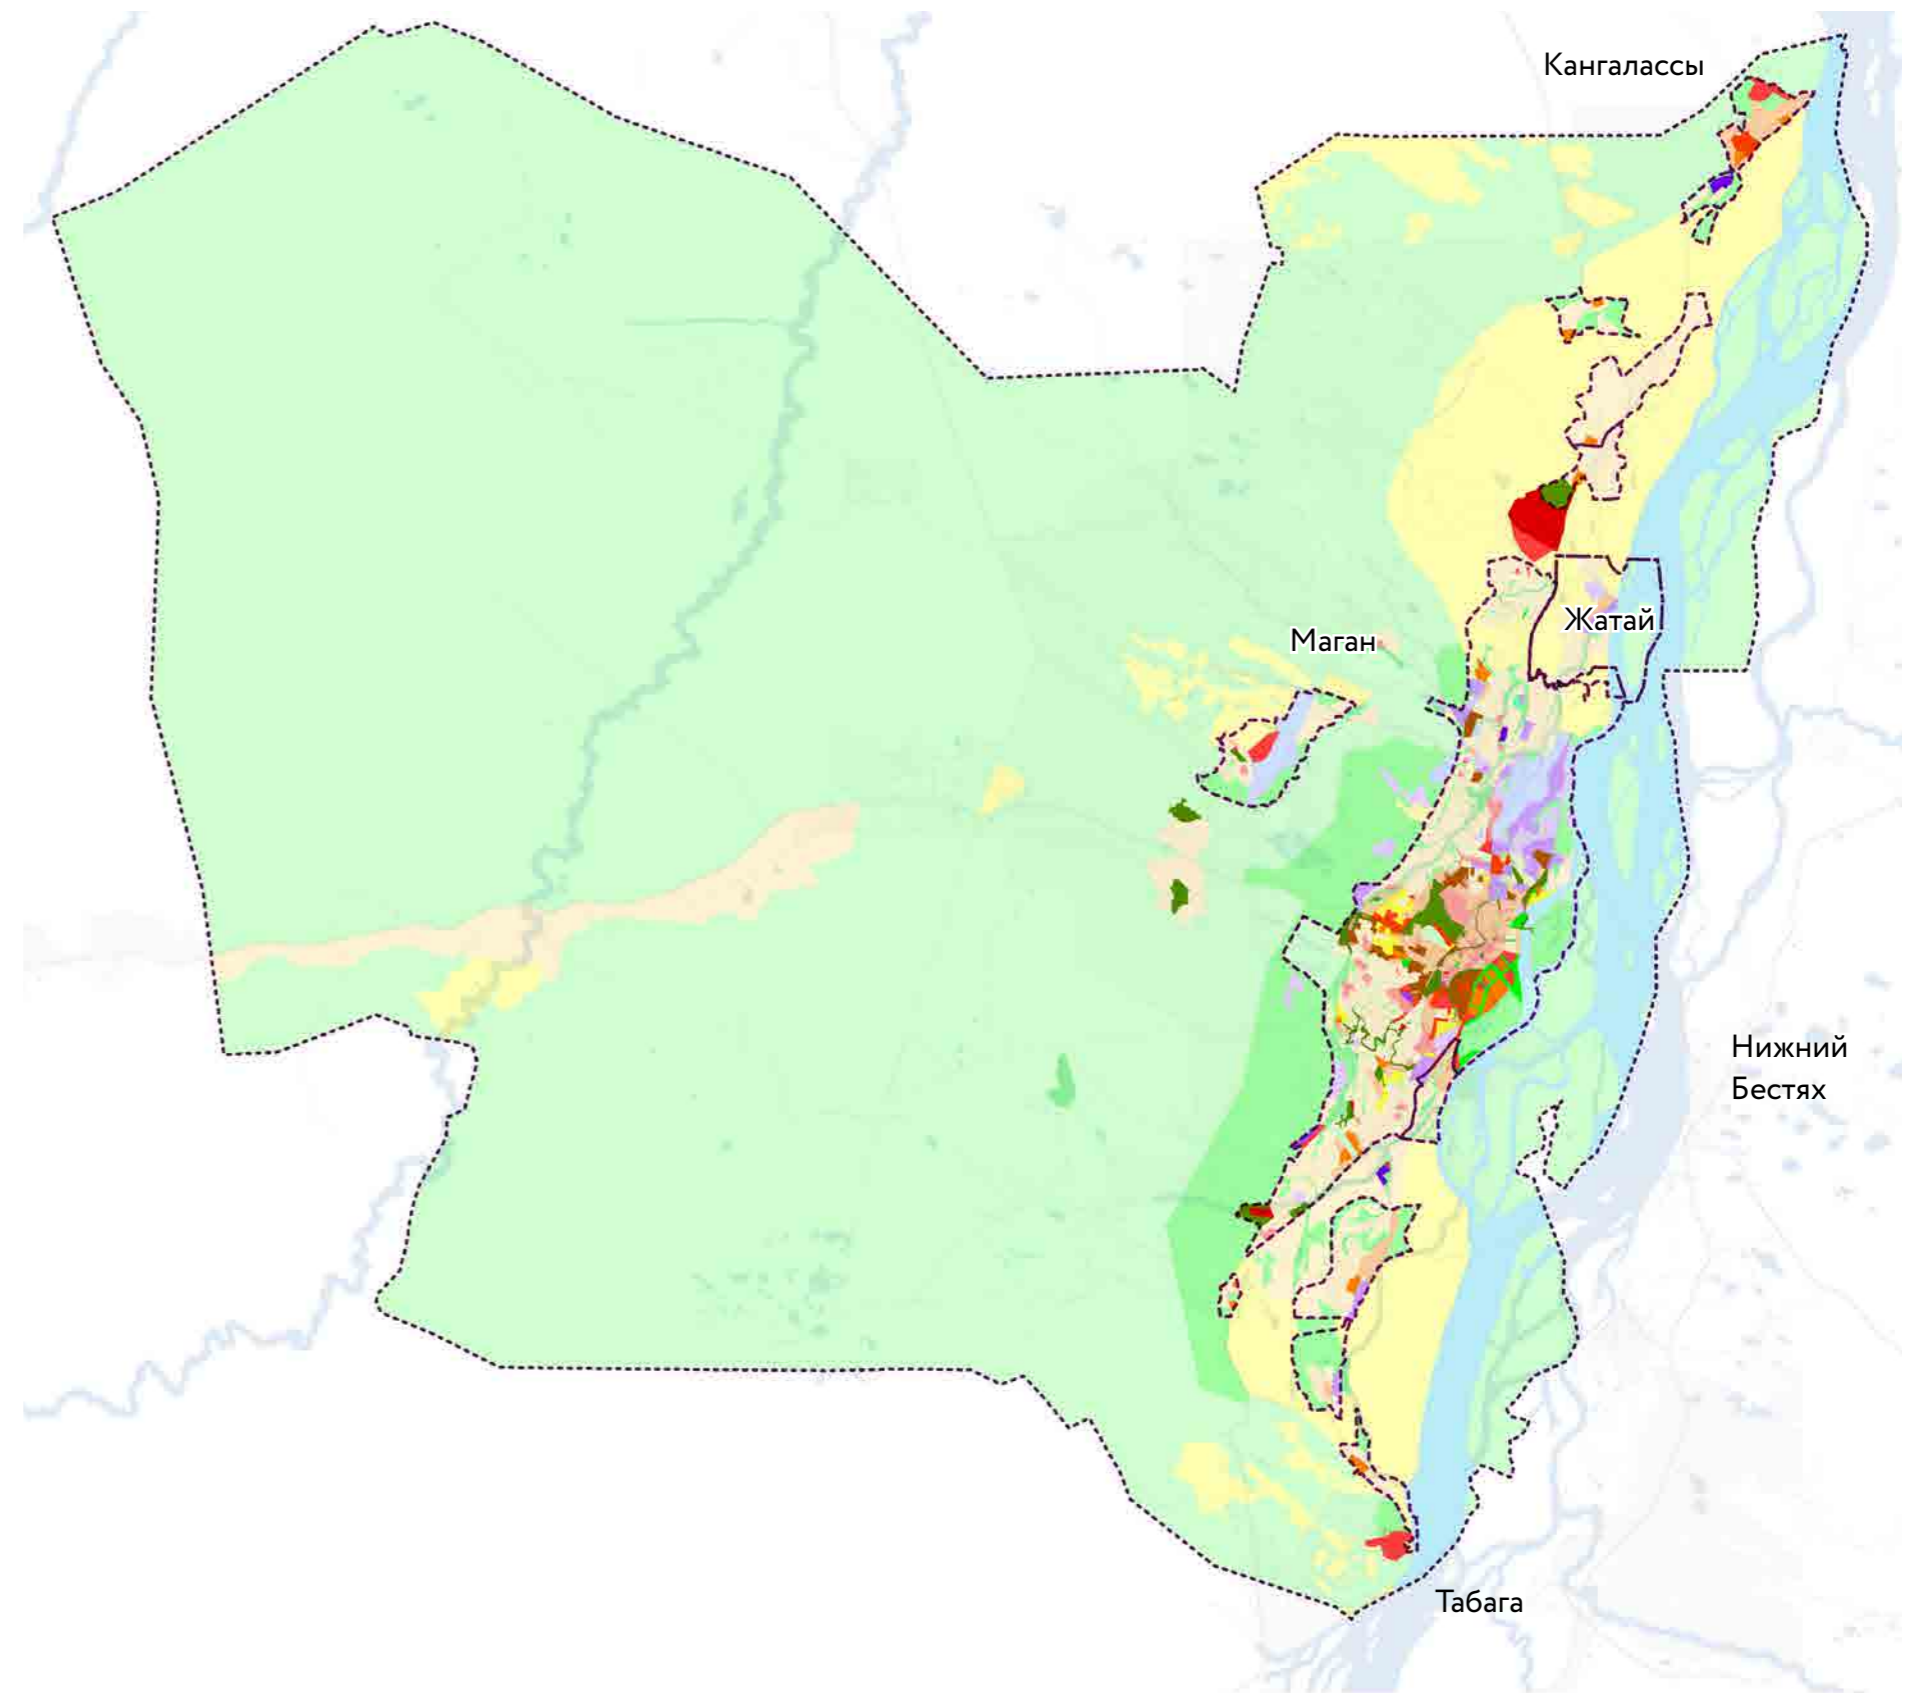 Кангалассы
Жатай
Маган
Нижний
Бестях
Табага